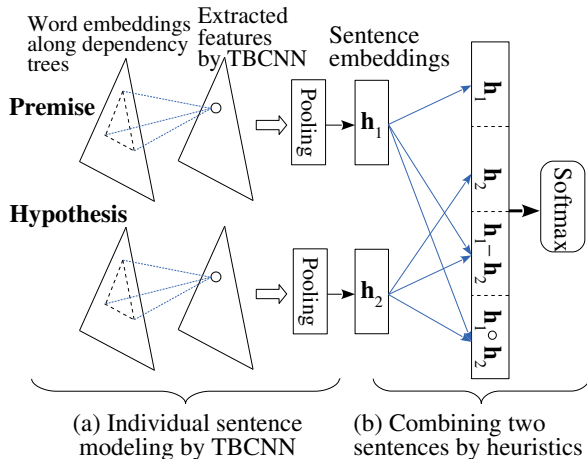 Word embeddings
along dependency
trees
Extracted
features
by TBCNN
Sentence
embeddings
Premise
Pooling
h₁
h₁
h₂
h₁− h₂
h₁ ∘ h₂
Softmax
Hypothesis
Pooling
h₂
(a) Individual sentence
modeling by TBCNN
(b) Combining two
sentences by heuristics